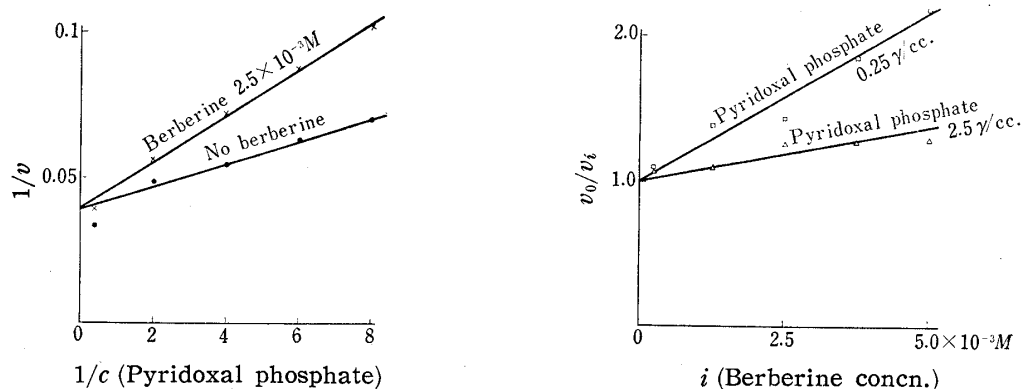 0.1
0.05
1/v
0 2 4 6 8
1/c (Pyridoxal phosphate)
Berberine 2.5×10⁻³M
No berberine
2.0
1.0
v₀/vᵢ
0 2.5 5.0×10⁻³M
i (Berberine concn.)
Pyridoxal phosphate
0.25 γ/cc.
Pyridoxal phosphate
2.5 γ/cc.